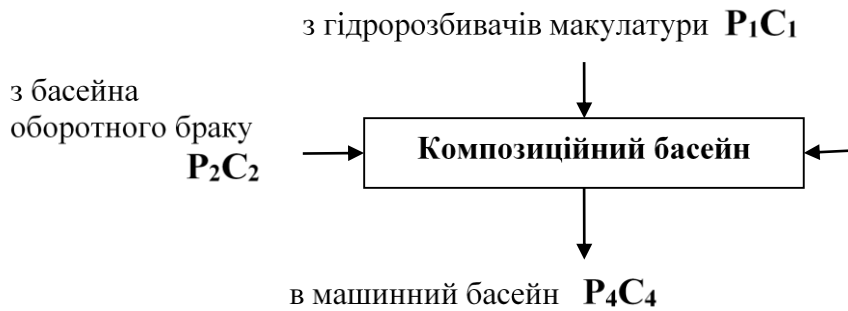 з гідророзбивачів макулатури P₁C₁
з басейна
оборотного браку
P₂C₂
Композиційний басейн
в машинний басейн P₄C₄